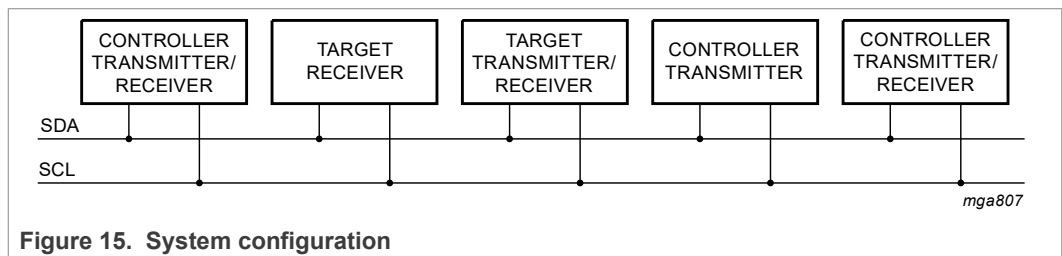 CONTROLLER
TRANSMITTER/
RECEIVER
TARGET
RECEIVER
TARGET
TRANSMITTER/
RECEIVER
CONTROLLER
TRANSMITTER
CONTROLLER
TRANSMITTER/
RECEIVER
SDA
SCL
mga807
Figure 15. System configuration